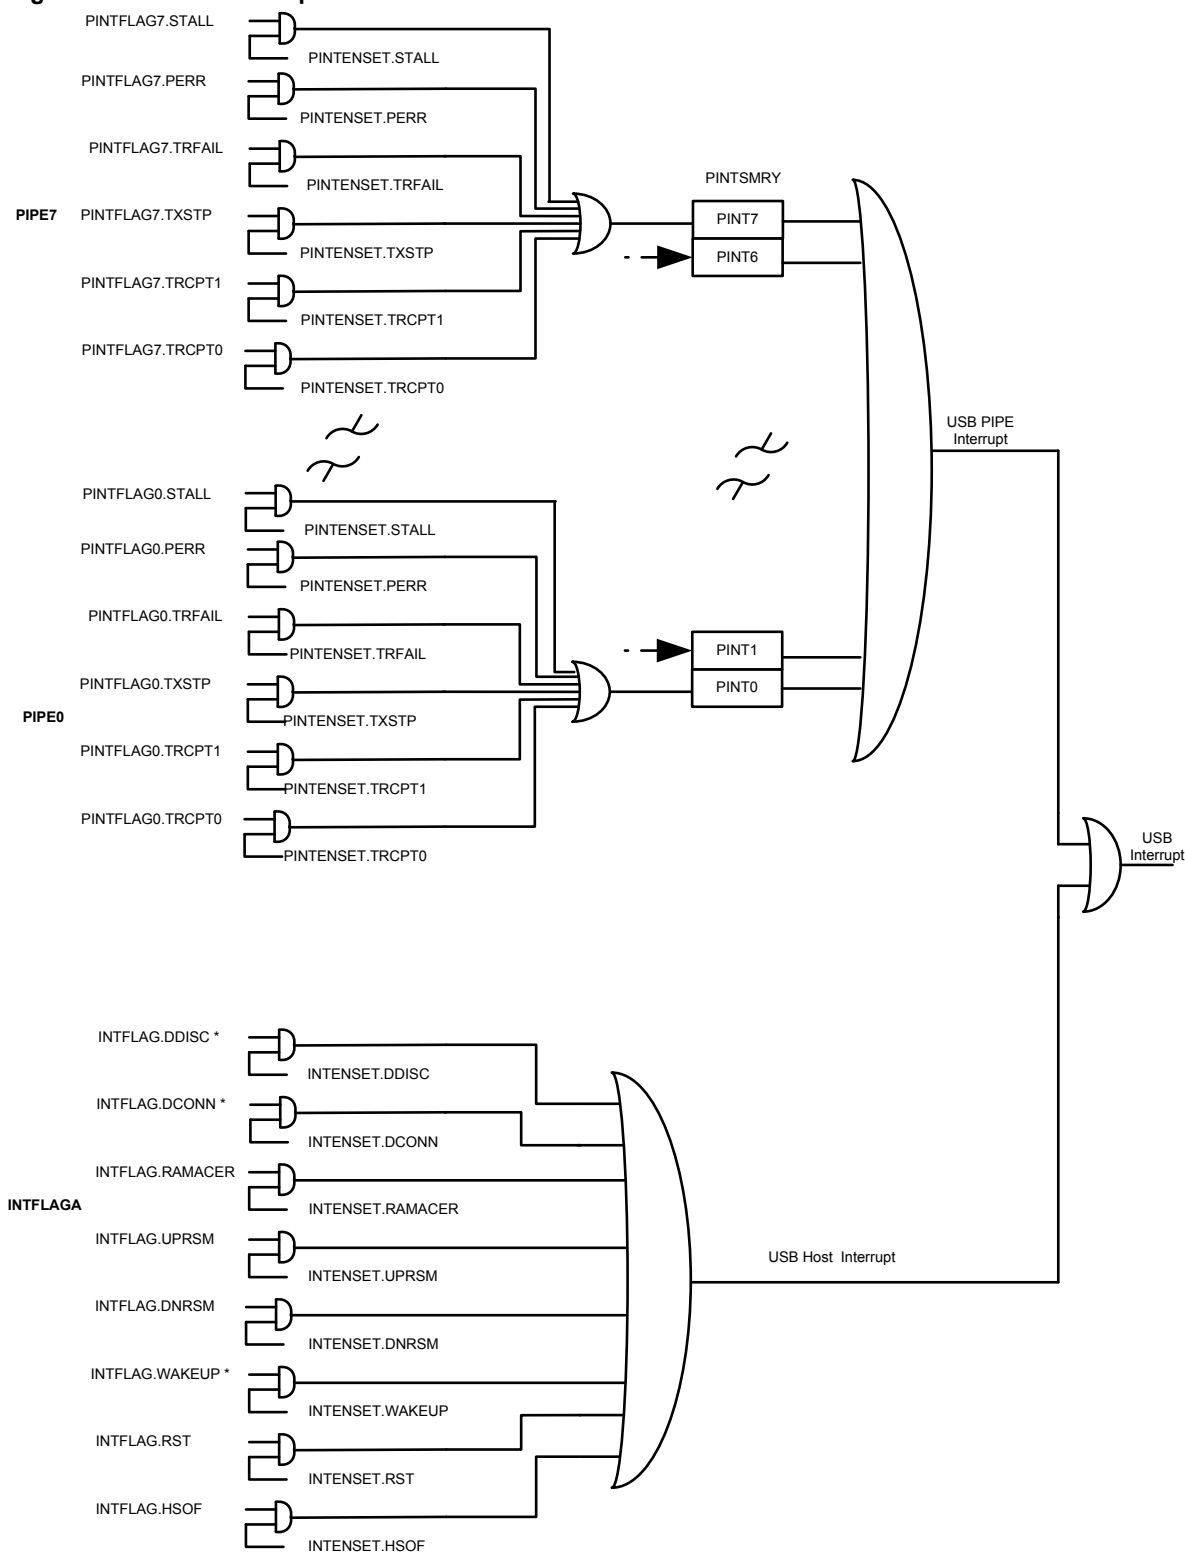 PINTFLAG7.STALL
PINTENSET.STALL
PINTFLAG7.PERR
PINTENSET.PERR
PINTFLAG7.TRFAIL
PINTENSET.TRFAIL
PIPE7
PINTFLAG7.TXSTP
PINTENSET.TXSTP
PINTFLAG7.TRCPT1
PINTENSET.TRCPT1
PINTFLAG7.TRCPT0
PINTENSET.TRCPT0
PINTSMRY
PINT7
PINT6
USB PIPE
Interrupt
PINTFLAG0.STALL
PINTENSET.STALL
PINTFLAG0.PERR
PINTENSET.PERR
PINTFLAG0.TRFAIL
PINTENSET.TRFAIL
PINTFLAG0.TXSTP
PIPE0
PINTENSET.TXSTP
PINTFLAG0.TRCPT1
PINTENSET.TRCPT1
PINTFLAG0.TRCPT0
PINTENSET.TRCPT0
PINT1
PINT0
USB
Interrupt
INTFLAG.DDISC *
INTENSET.DDISC
INTFLAG.DCONN *
INTENSET.DCONN
INTFLAG.RAMACER
INTFLAGA
INTENSET.RAMACER
INTFLAG.UPRSM
INTENSET.UPRSM
INTFLAG.DNRSM
INTENSET.DNRSM
INTFLAG.WAKEUP *
INTENSET.WAKEUP
INTFLAG.RST
INTENSET.RST
INTFLAG.HSOF
INTENSET.HSOF
USB Host Interrupt